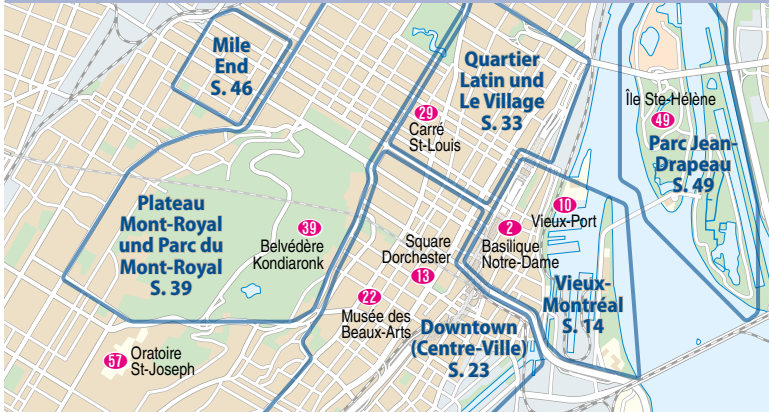 Mile
End
S. 46
Quartier
Latin und
Le Village
S. 33
29
Carré
St-Louis
Île Ste-Hélène
49
Parc Jean-
Drapeau
S. 49
Plateau
Mont-Royal
und Parc du
Mont-Royal
S. 39
39
Belvédère
Kondiaronk
Square
Dorchester
13
2
Basilique
Notre-Dame
10
Vieux-Port
Vieux-
Montréal
S. 14
22
Musée des
Beaux-Arts
Downtown
(Centre-Ville)
S. 23
57
Oratoire
St-Joseph